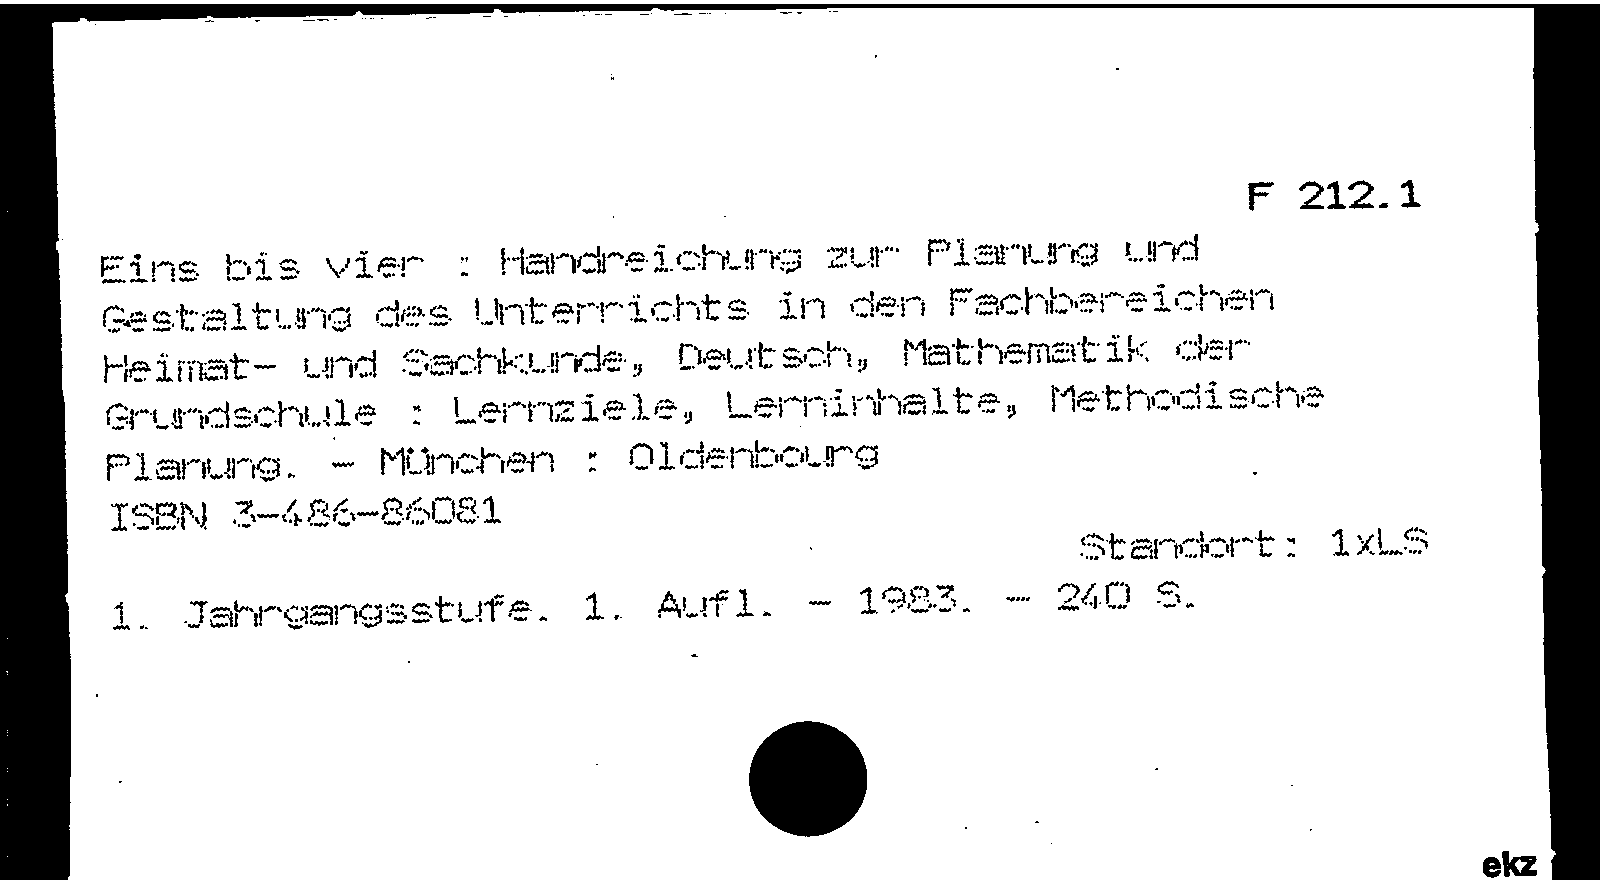 F 212.1
Eins bis vier : Handreichung zur Planung und
Gestaltung des Unterrichts in den Fachbereichen
Heimat- und Sachkunde, Deutsch, Mathematik der
Grundschule : Lernziele, Lerninhalte, Methodische
Planung. - München : Oldenbourg
ISBN 3-486-86081
Standort: 1xLS
1. Jahrgangsstufe. 1. Aufl. - 1983. - 240 S.
ekz